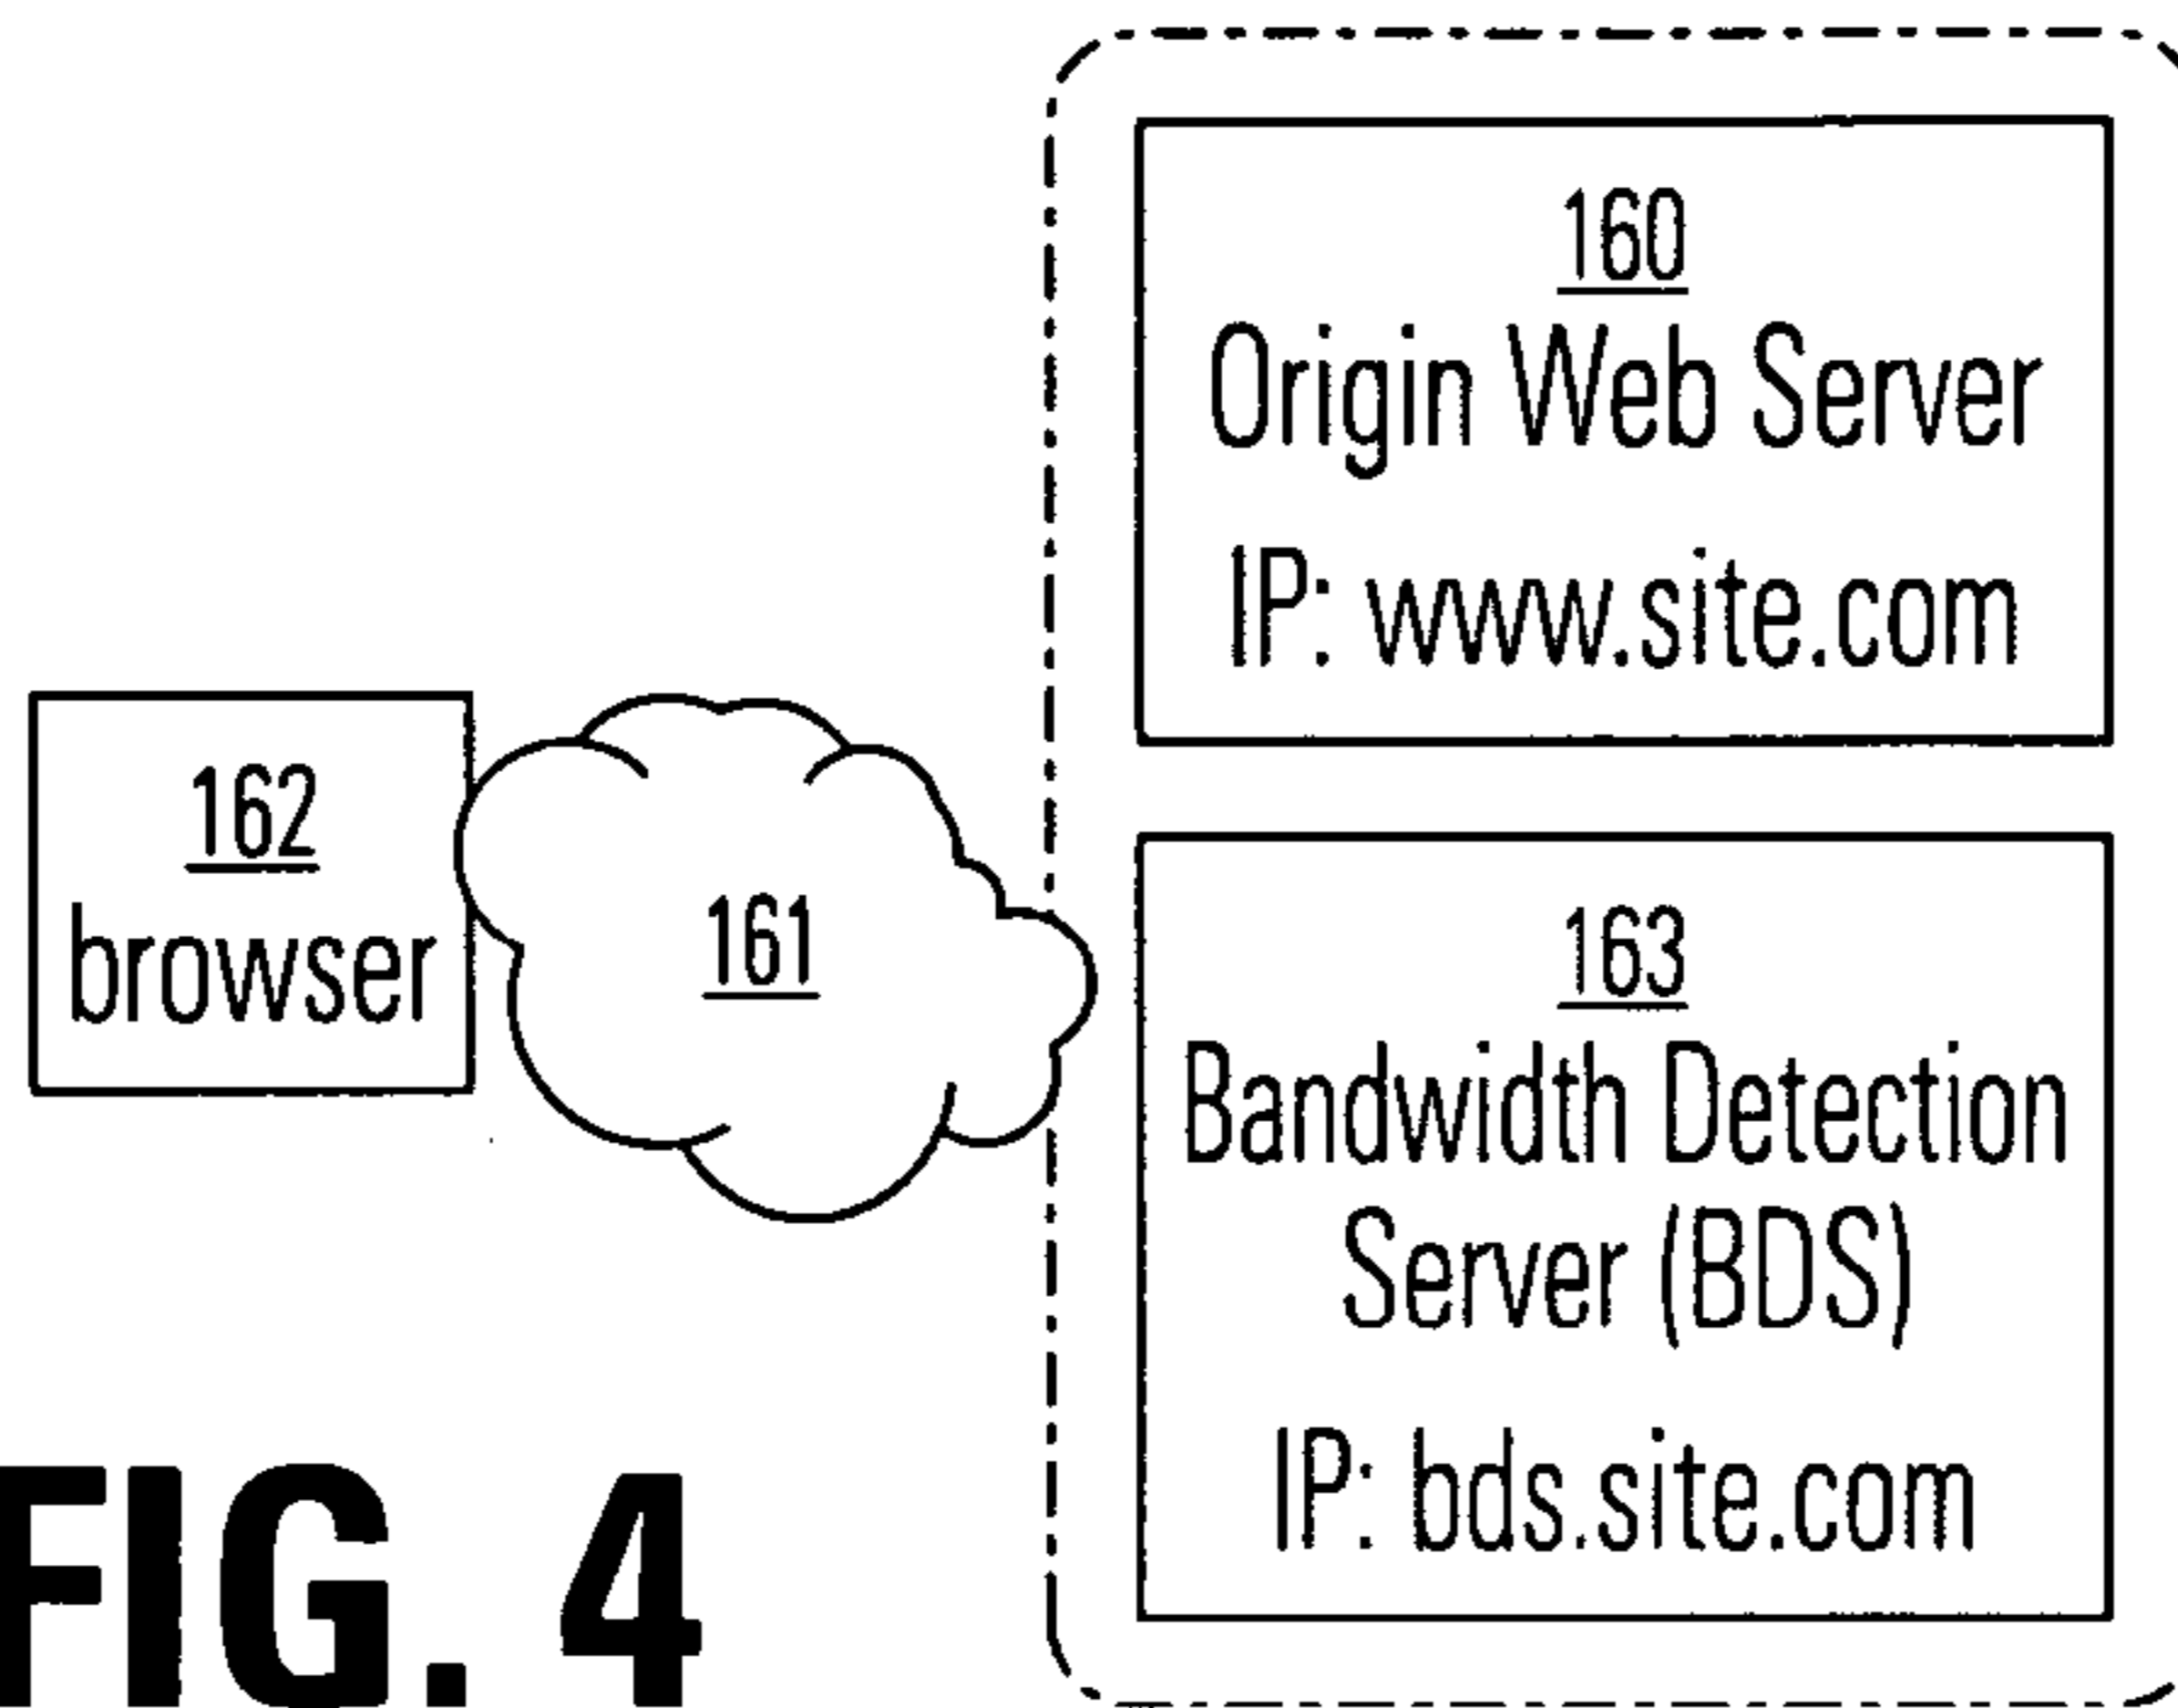 160
Origin Web Server
IP: www.site.com
162
browser
161
163
Bandwidth Detection
Server (BDS)
IP: bds.site.com
FIG. 4